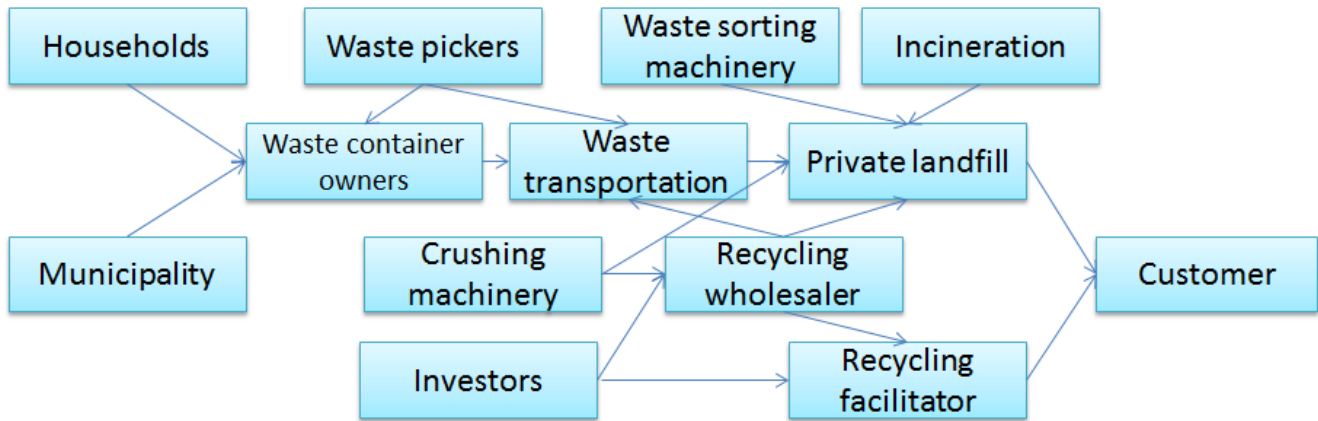 Households
Waste pickers
Waste sorting
machinery
Incineration
Waste container
owners
Waste
transportation
Private landfill
Municipality
Crushing
machinery
Recycling
wholesaler
Customer
Investors
Recycling
facilitator